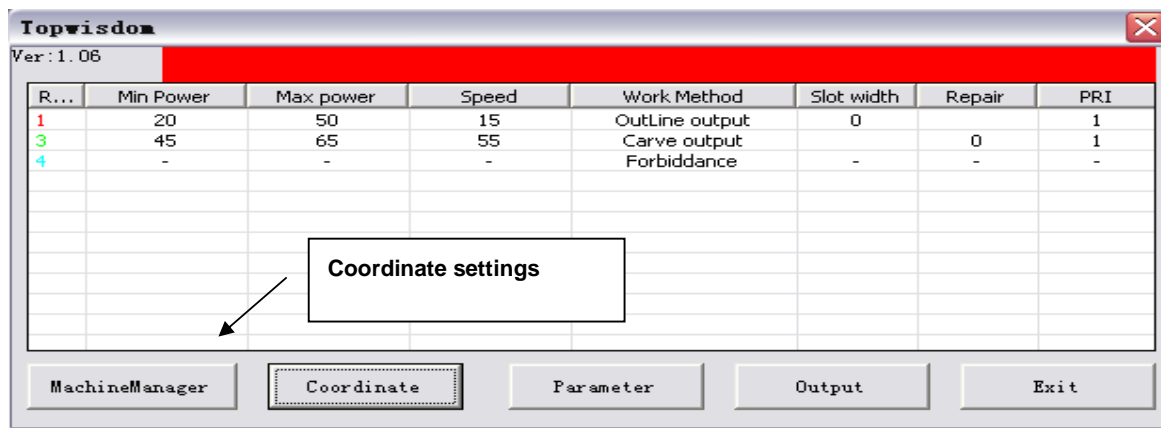 Topwisdom
Ver:1.06
R... Min Power Max power Speed Work Method Slot width Repair PRI
1 20 50 15 OutLine output 0 1
3 45 65 55 Carve output 0 1
4 - - - Forbiddance - - -
Coordinate settings
MachineManager Coordinate Parameter Output Exit